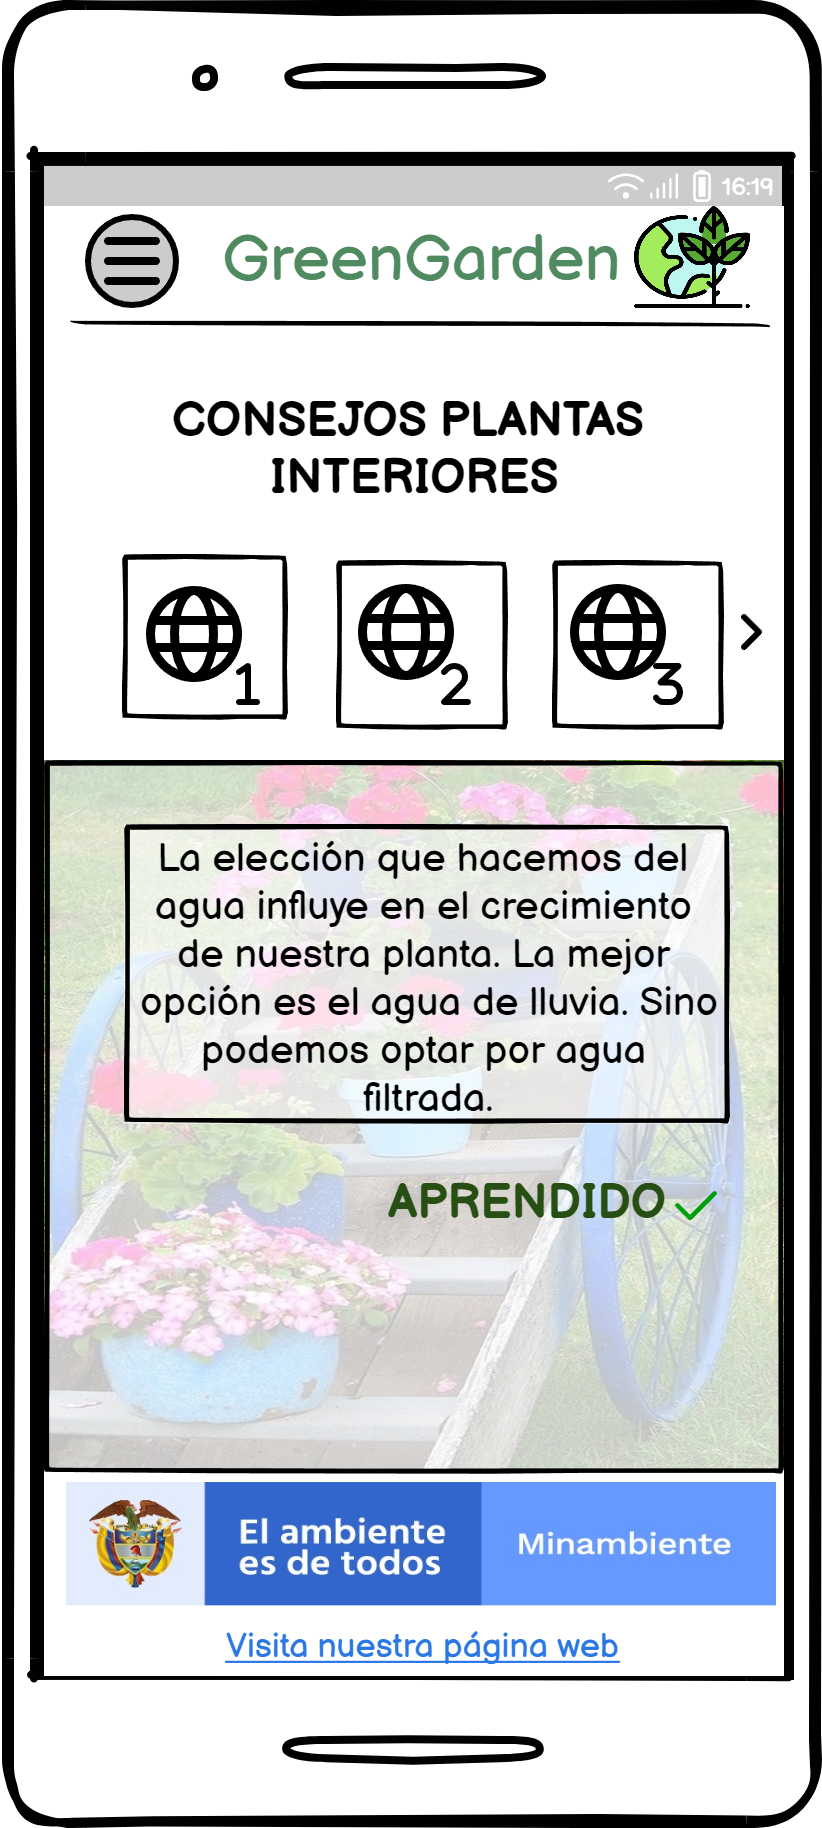 16:19
GreenGarden
CONSEJOS PLANTAS
INTERIORES
1
2
3
La elección que hacemos del
agua influye en el crecimiento
de nuestra planta. La mejor
opción es el agua de lluvia. Sino
podemos optar por agua
filtrada.
APRENDIDO
El ambiente
es de todos
Minambiente
Visita nuestra página web